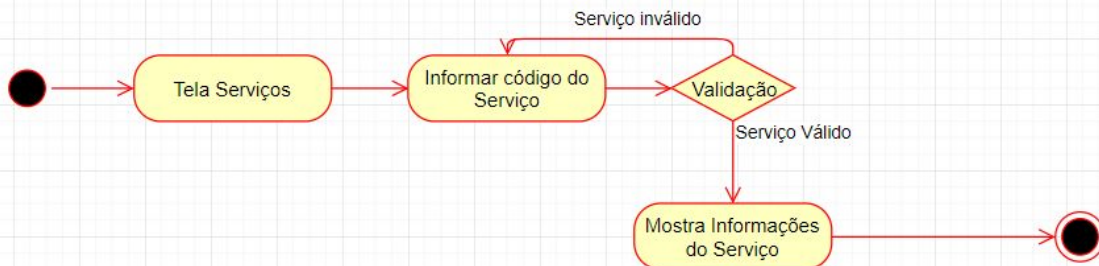 Serviço inválido
Tela Serviços
Informar código do
Serviço
Validação
Serviço Válido
Mostra Informações
do Serviço